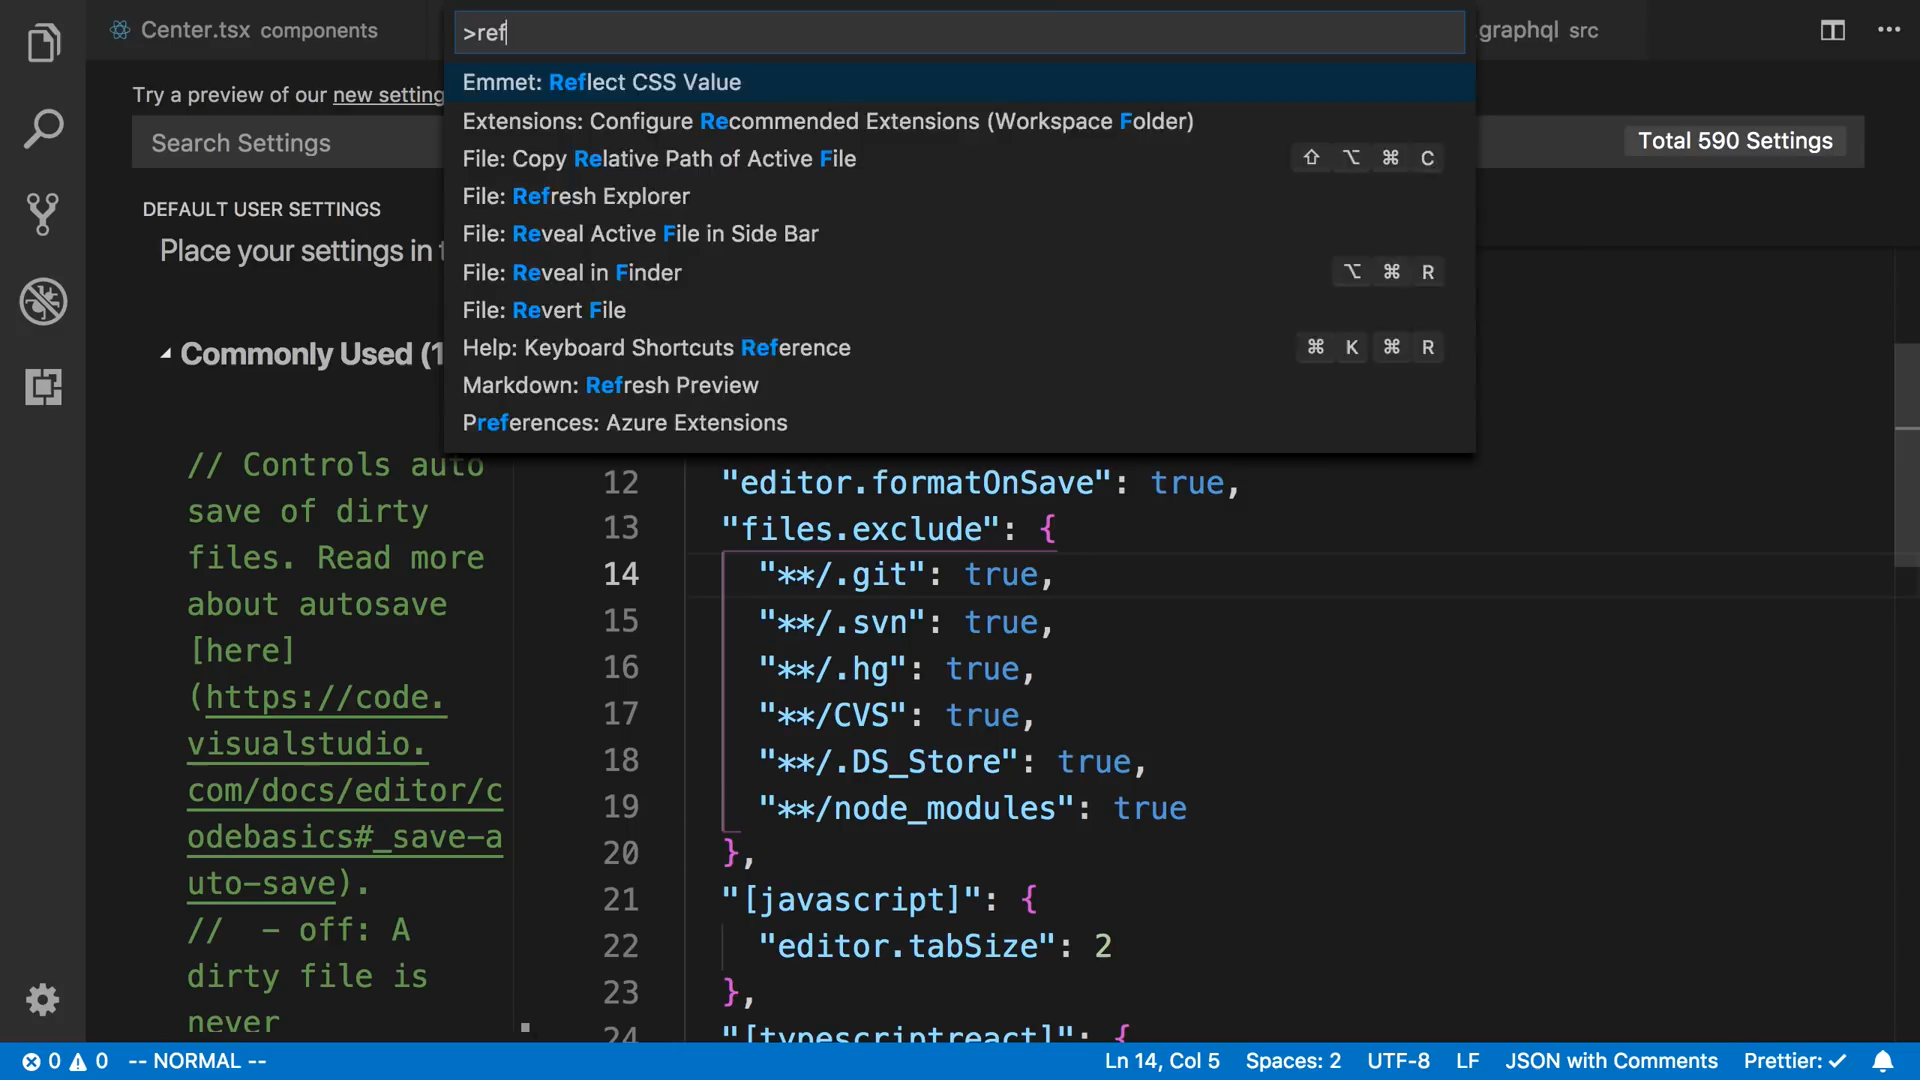 Center.tsx components
>ref
graphql src
Try a preview of our new setting
Search Settings
Total 590 Settings
DEFAULT USER SETTINGS
Place your settings in t
Commonly Used (1
Emmet: Reflect CSS Value
Extensions: Configure Recommended Extensions (Workspace Folder)
File: Copy Relative Path of Active File ⇧ ⌥ ⌘ C
File: Refresh Explorer
File: Reveal Active File in Side Bar
File: Reveal in Finder ⌥ ⌘ R
File: Revert File
Help: Keyboard Shortcuts Reference ⌘ K ⌘ R
Markdown: Refresh Preview
Preferences: Azure Extensions
// Controls auto
save of dirty
files. Read more
about autosave
[here]
(https://code.
visualstudio.
com/docs/editor/c
odebasics#_save-a
uto-save).
//  - off: A
dirty file is
never
12 "editor.formatOnSave": true,
13 "files.exclude": {
14 "**/.git": true,
15 "**/.svn": true,
16 "**/.hg": true,
17 "**/CVS": true,
18 "**/.DS_Store": true,
19 "**/node_modules": true
20 },
21 "[javascript]": {
22 "editor.tabSize": 2
23 },
24 "[typescriptreact]": {
0 0 -- NORMAL --
Ln 14, Col 5 Spaces: 2 UTF-8 LF JSON with Comments Prettier: ✓